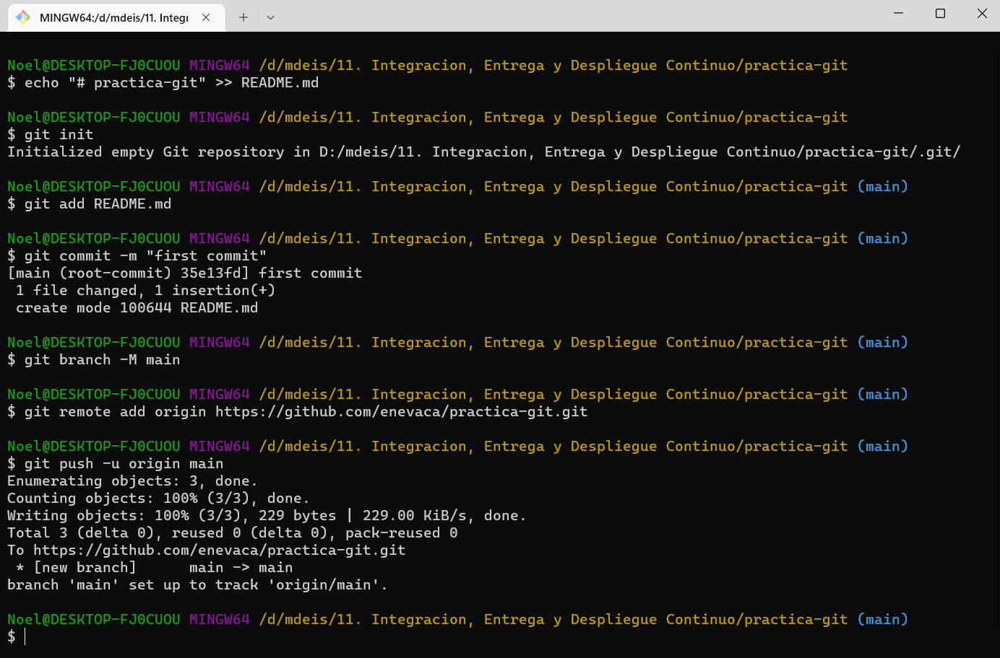 MINGW64:/d/mdeis/11. Integr
Noel@DESKTOP-FJ0CUOU MINGW64 /d/mdeis/11. Integracion, Entrega y Despliegue Continuo/practica-git
$ echo "# practica-git" >> README.md
Noel@DESKTOP-FJ0CUOU MINGW64 /d/mdeis/11. Integracion, Entrega y Despliegue Continuo/practica-git
$ git init
Initialized empty Git repository in D:/mdeis/11. Integracion, Entrega y Despliegue Continuo/practica-git/.git/
Noel@DESKTOP-FJ0CUOU MINGW64 /d/mdeis/11. Integracion, Entrega y Despliegue Continuo/practica-git (main)
$ git add README.md
Noel@DESKTOP-FJ0CUOU MINGW64 /d/mdeis/11. Integracion, Entrega y Despliegue Continuo/practica-git (main)
$ git commit -m "first commit"
[main (root-commit) 35e13fd] first commit
 1 file changed, 1 insertion(+)
 create mode 100644 README.md
Noel@DESKTOP-FJ0CUOU MINGW64 /d/mdeis/11. Integracion, Entrega y Despliegue Continuo/practica-git (main)
$ git branch -M main
Noel@DESKTOP-FJ0CUOU MINGW64 /d/mdeis/11. Integracion, Entrega y Despliegue Continuo/practica-git (main)
$ git remote add origin https://github.com/enevaca/practica-git.git
Noel@DESKTOP-FJ0CUOU MINGW64 /d/mdeis/11. Integracion, Entrega y Despliegue Continuo/practica-git (main)
$ git push -u origin main
Enumerating objects: 3, done.
Counting objects: 100% (3/3), done.
Writing objects: 100% (3/3), 229 bytes | 229.00 KiB/s, done.
Total 3 (delta 0), reused 0 (delta 0), pack-reused 0
To https://github.com/enevaca/practica-git.git
 * [new branch]      main -> main
branch 'main' set up to track 'origin/main'.
Noel@DESKTOP-FJ0CUOU MINGW64 /d/mdeis/11. Integracion, Entrega y Despliegue Continuo/practica-git (main)
$